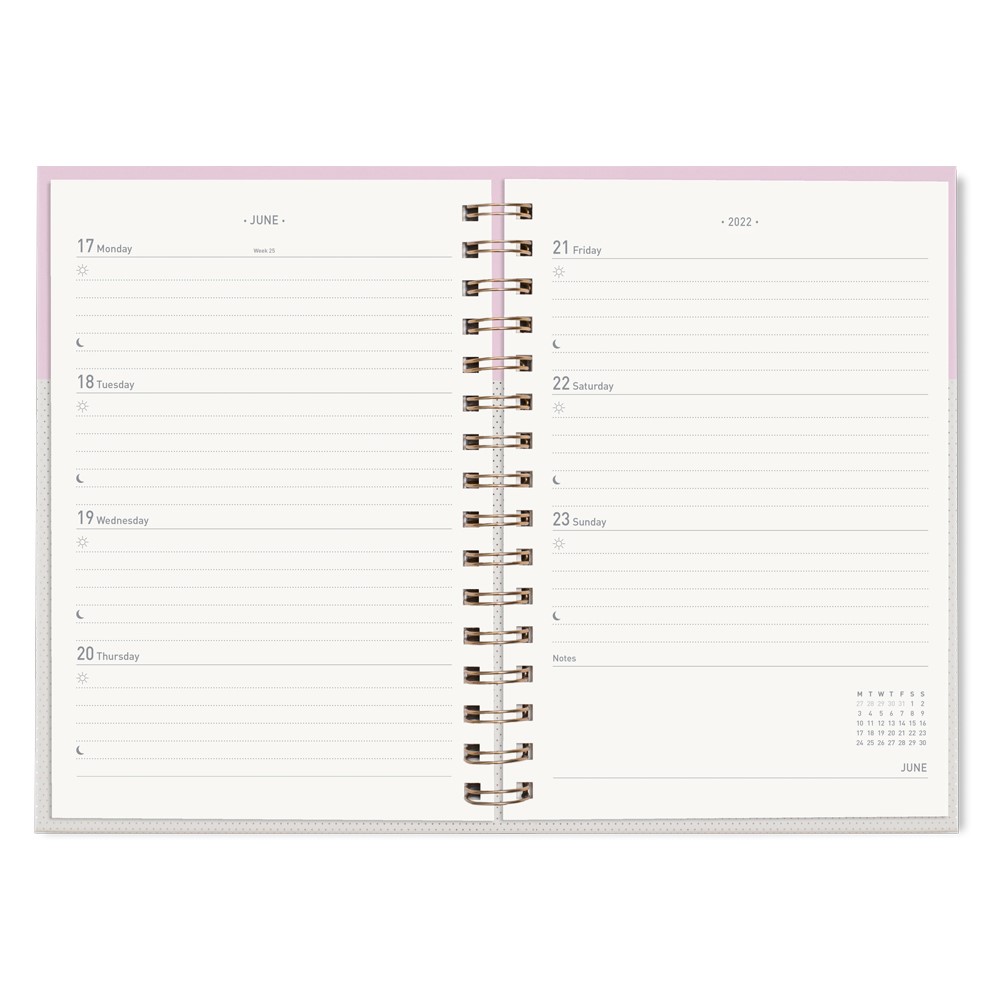 • JUNE •
17 Monday
Week 25
18 Tuesday
19 Wednesday
20 Thursday
• 2022 •
21 Friday
22 Saturday
23 Sunday
Notes
M T W T F S S
27 28 29 30 31 1 2
3 4 5 6 7 8 9
10 11 12 13 14 15 16
17 18 19 20 21 22 23
24 25 26 27 28 29 30
JUNE